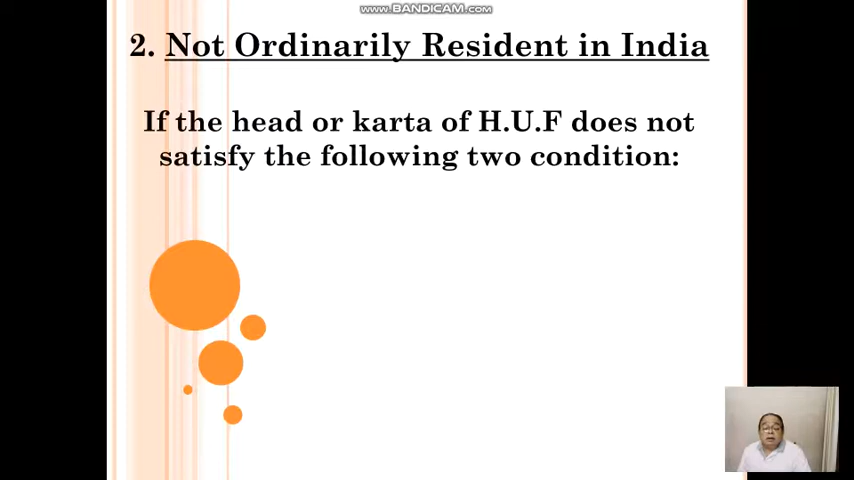 www.BANDICAM.com
2. Not Ordinarily Resident in India
If the head or karta of H.U.F does not
satisfy the following two condition: